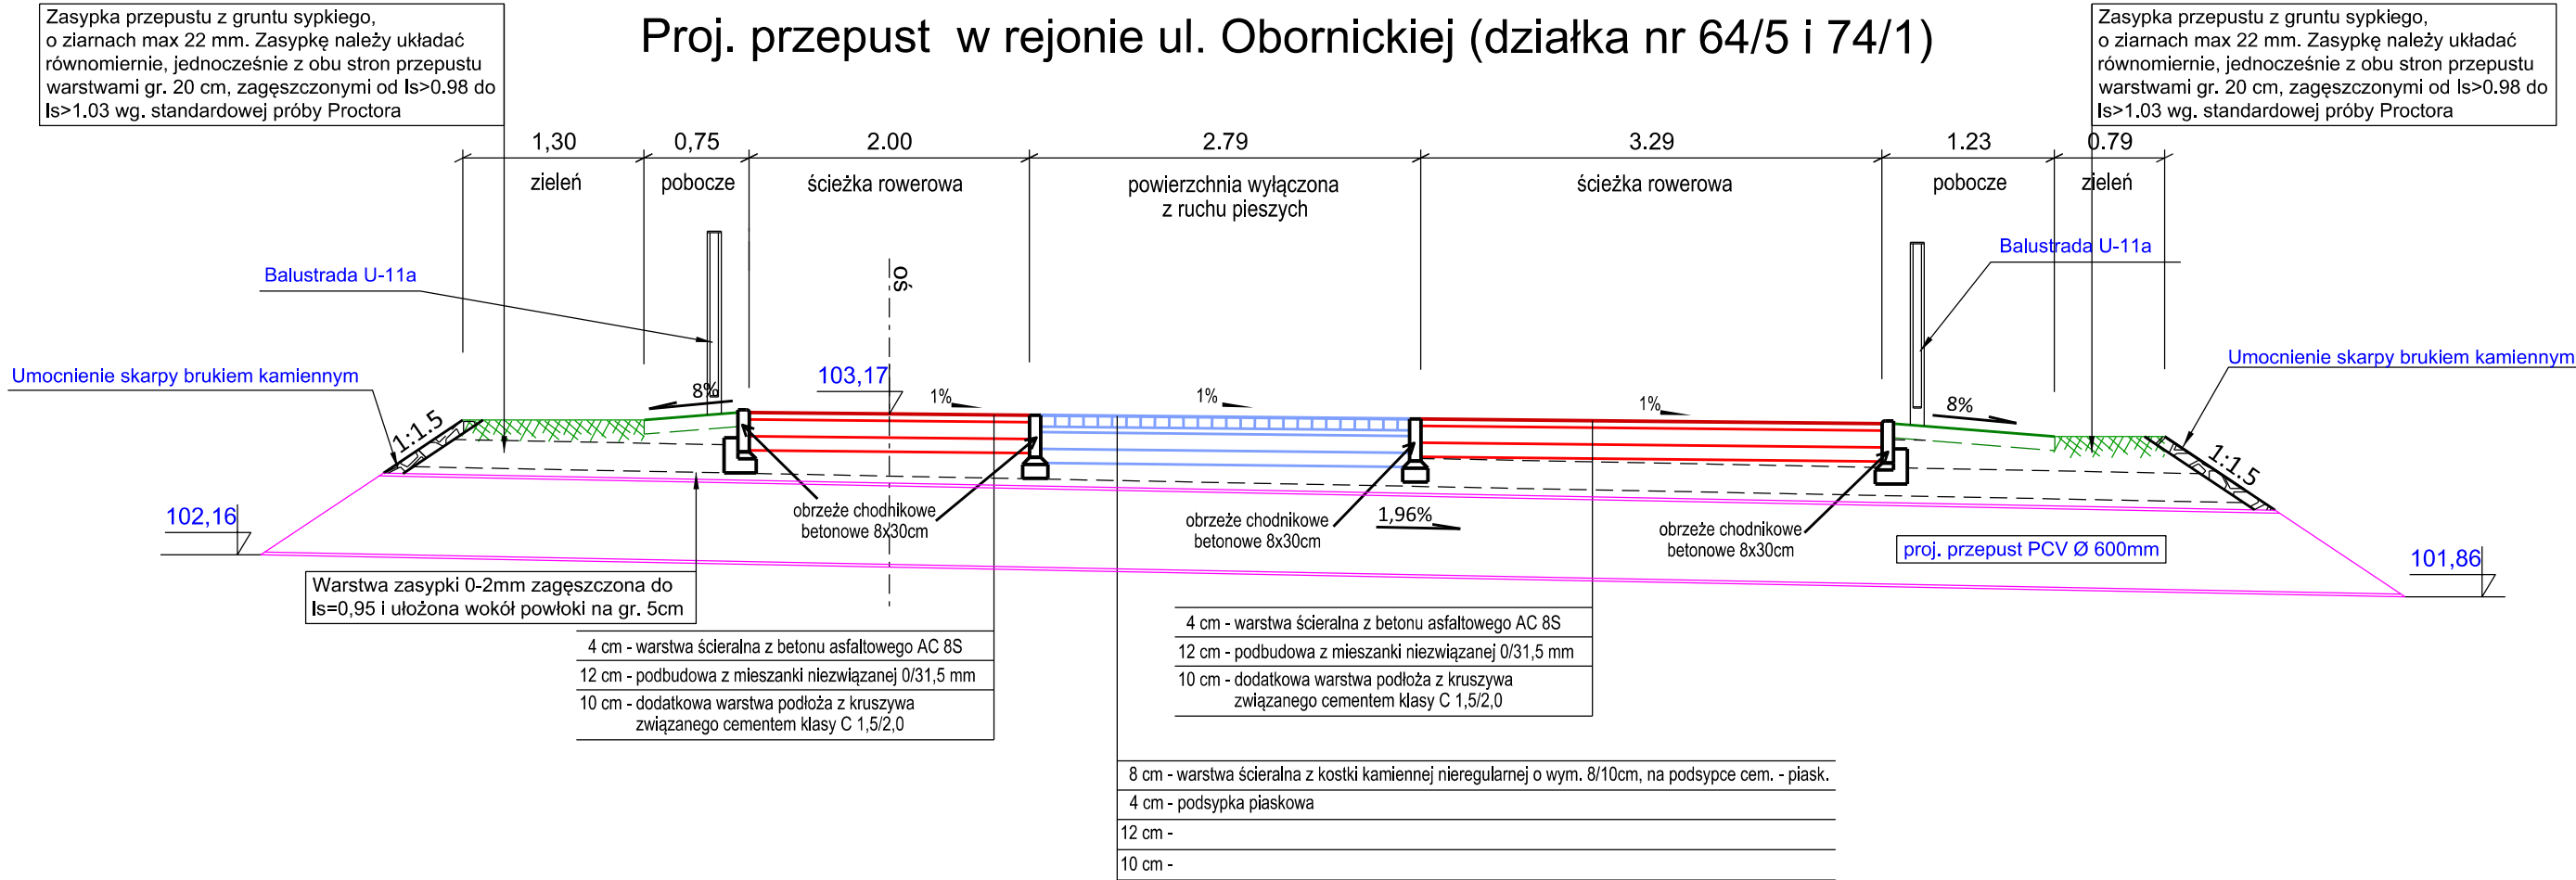 Proj. przepust w rejonie ul. Obornickiej (działka nr 64/5 i 74/1)
Zasypka przepustu z gruntu sypkiego,
o ziarnach max 22 mm. Zasypkę należy układać
równomiernie, jednocześnie z obu stron przepustu
warstwami gr. 20 cm, zagęszczonymi od Is>0.98 do
Is>1.03 wg. standardowej próby Proctora
Zasypka przepustu z gruntu sypkiego,
o ziarnach max 22 mm. Zasypkę należy układać
równomiernie, jednocześnie z obu stron przepustu
warstwami gr. 20 cm, zagęszczonymi od Is>0.98 do
Is>1.03 wg. standardowej próby Proctora
1,30
0,75
2.00
2.79
3.29
1.23
0.79
zieleń
pobocze
ścieżka rowerowa
powierzchnia wyłączona
z ruchu pieszych
ścieżka rowerowa
pobocze
zieleń
Balustrada U-11a
oś
Balustrada U-11a
Umocnienie skarpy brukiem kamiennym
103,17
Umocnienie skarpy brukiem kamiennym
8%
1%
1%
1%
8%
1:1.5
1:1.5
102,16
obrzeże chodnikowe
betonowe 8x30cm
obrzeże chodnikowe
betonowe 8x30cm
1,96%
obrzeże chodnikowe
betonowe 8x30cm
proj. przepust PCV Ø 600mm
101,86
Warstwa zasypki 0-2mm zagęszczona do
Is=0,95 i ułożona wokół powłoki na gr. 5cm
4 cm - warstwa ścieralna z betonu asfaltowego AC 8S
12 cm - podbudowa z mieszanki niezwiązanej 0/31,5 mm
10 cm - dodatkowa warstwa podłoża z kruszywa
związanego cementem klasy C 1,5/2,0
4 cm - warstwa ścieralna z betonu asfaltowego AC 8S
12 cm - podbudowa z mieszanki niezwiązanej 0/31,5 mm
10 cm - dodatkowa warstwa podłoża z kruszywa
związanego cementem klasy C 1,5/2,0
8 cm - warstwa ścieralna z kostki kamiennej nieregularnej o wym. 8/10cm, na podsypce cem. - piask.
4 cm - podsypka piaskowa
12 cm -
10 cm -